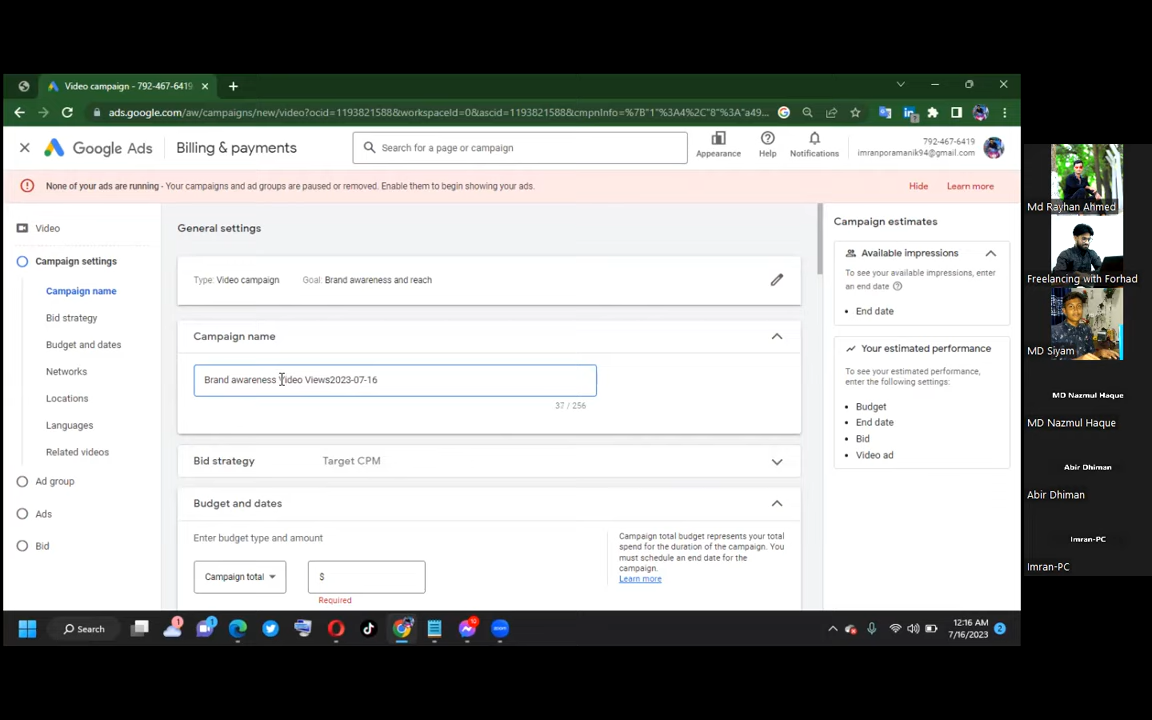 Video campaign - 792-467-6419
ads.google.com/aw/campaigns/new/video?ocid=1193821588&workspaceId=0&ascid=1193821588&cmpnInfo=%7B"1"%3A4%2C"8"%3A"a49...
Google Ads
Billing & payments
Search for a page or campaign
Appearance
Help
Notifications
792-467-6419
imranporamanik94@gmail.com
None of your ads are running - Your campaigns and ad groups are paused or removed. Enable them to begin showing your ads.
Hide
Learn more
Video
Campaign settings
Campaign name
Bid strategy
Budget and dates
Networks
Locations
Languages
Related videos
Ad group
Ads
Bid
General settings
Type: Video campaign
Goal: Brand awareness and reach
Campaign name
Brand awareness Video Views2023-07-16
37 / 256
Bid strategy
Target CPM
Budget and dates
Enter budget type and amount
Campaign total
$
Required
Campaign total budget represents your total
spend for the duration of the campaign. You
must schedule an end date for the
campaign.
Learn more
Campaign estimates
Available impressions
To see your available impressions, enter
an end date
• End date
Your estimated performance
To see your estimated performance,
enter the following settings:
• Budget
• End date
• Bid
• Video ad
Md Rayhan Ahmed
Freelancing with Forhad
MD Siyam
MD Nazmul Haque
MD Nazmul Haque
Abir Dhiman
Abir Dhiman
Imran-PC
Imran-PC
Search
12:16 AM
7/16/2023